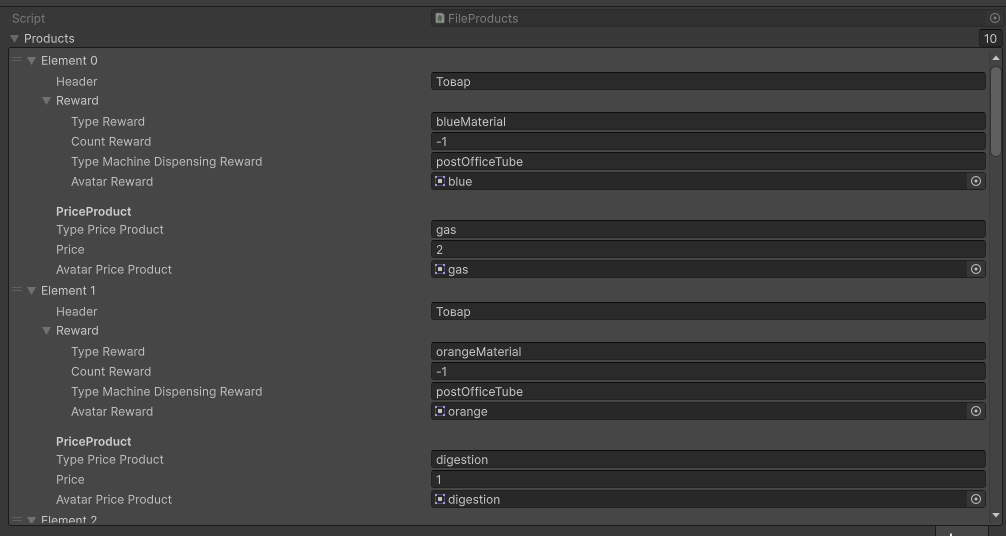 Script FileProducts
Products 10
Element 0
Header Товар
Reward
Type Reward blueMaterial
Count Reward -1
Type Machine Dispensing Reward postOfficeTube
Avatar Reward blue
PriceProduct
Type Price Product gas
Price 2
Avatar Price Product gas
Element 1
Header Товар
Reward
Type Reward orangeMaterial
Count Reward -1
Type Machine Dispensing Reward postOfficeTube
Avatar Reward orange
PriceProduct
Type Price Product digestion
Price 1
Avatar Price Product digestion
Element 2